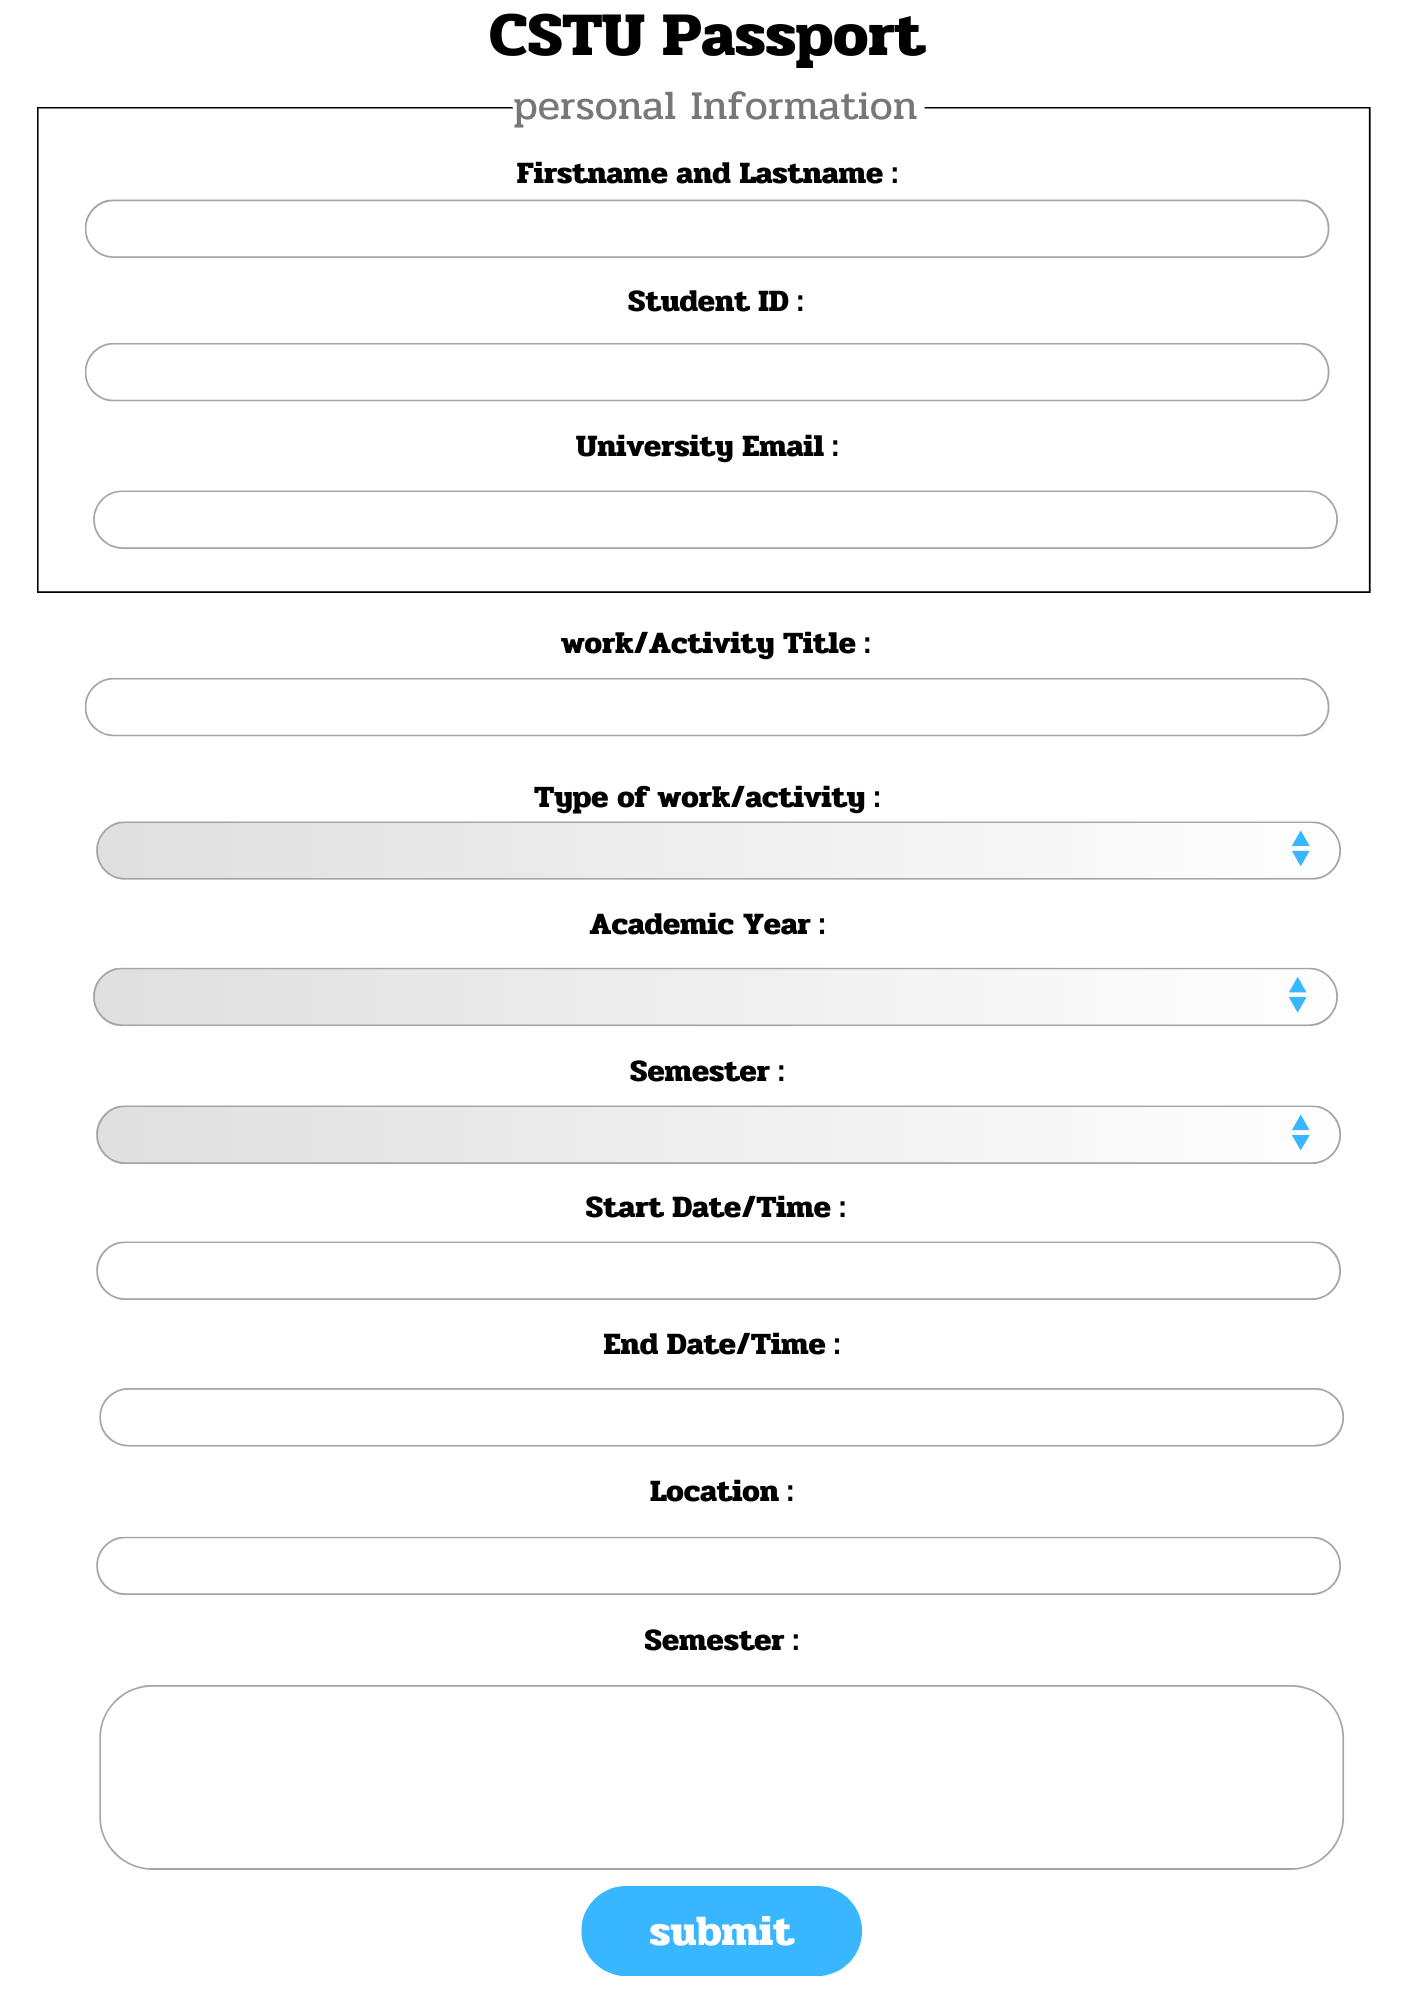 CSTU Passport
personal Information
Firstname and Lastname :
Student ID :
University Email :
work/Activity Title :
Type of work/activity :
Academic Year :
Semester :
Start Date/Time :
End Date/Time :
Location :
Semester :
submit